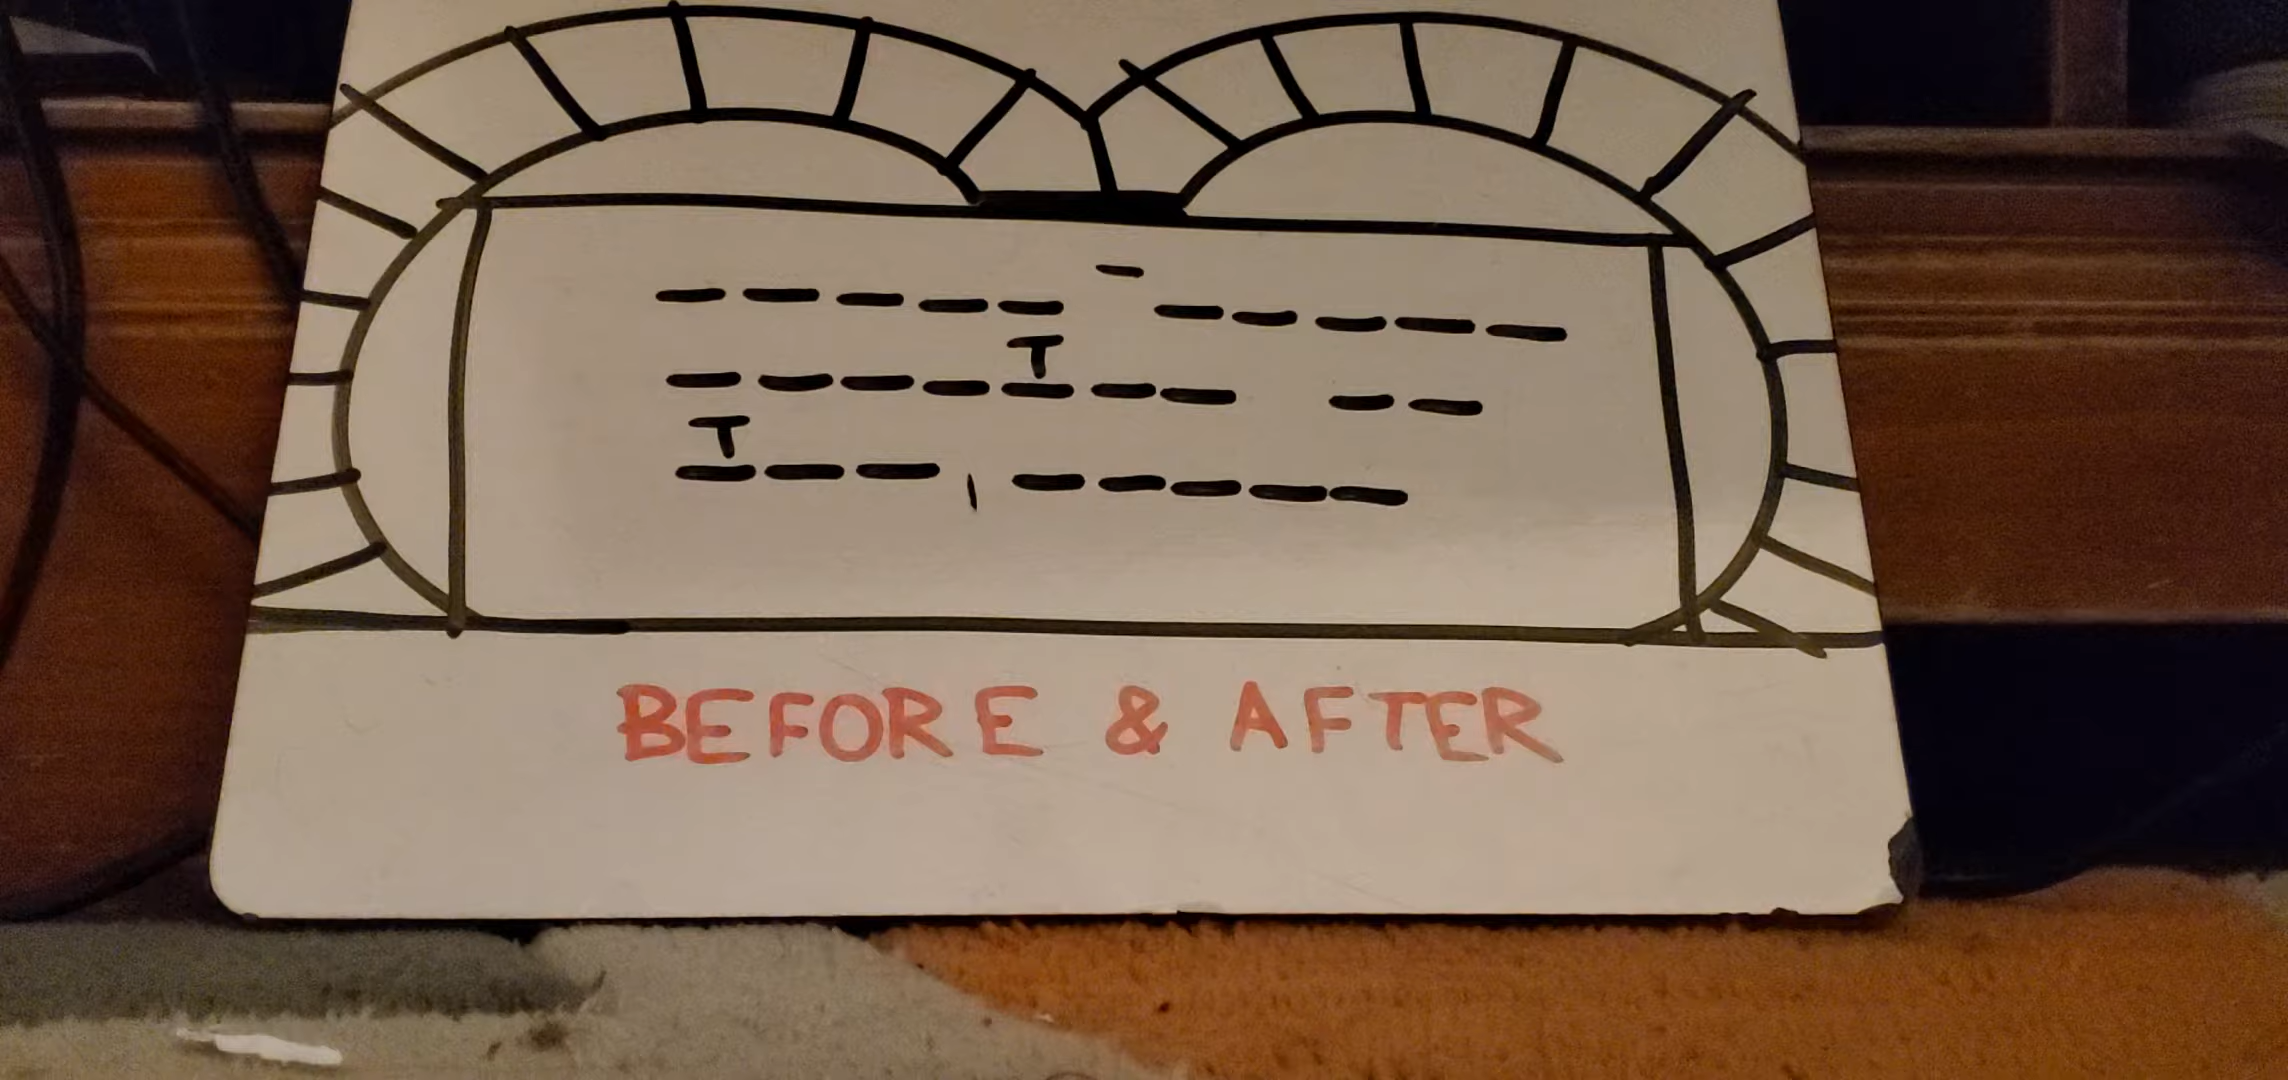 _ _ _ _ _ - _ _ _ _ _
_ _ _ _ T _ _ _ _
T _ _ ' _ _ _ _ _
BEFORE & AFTER